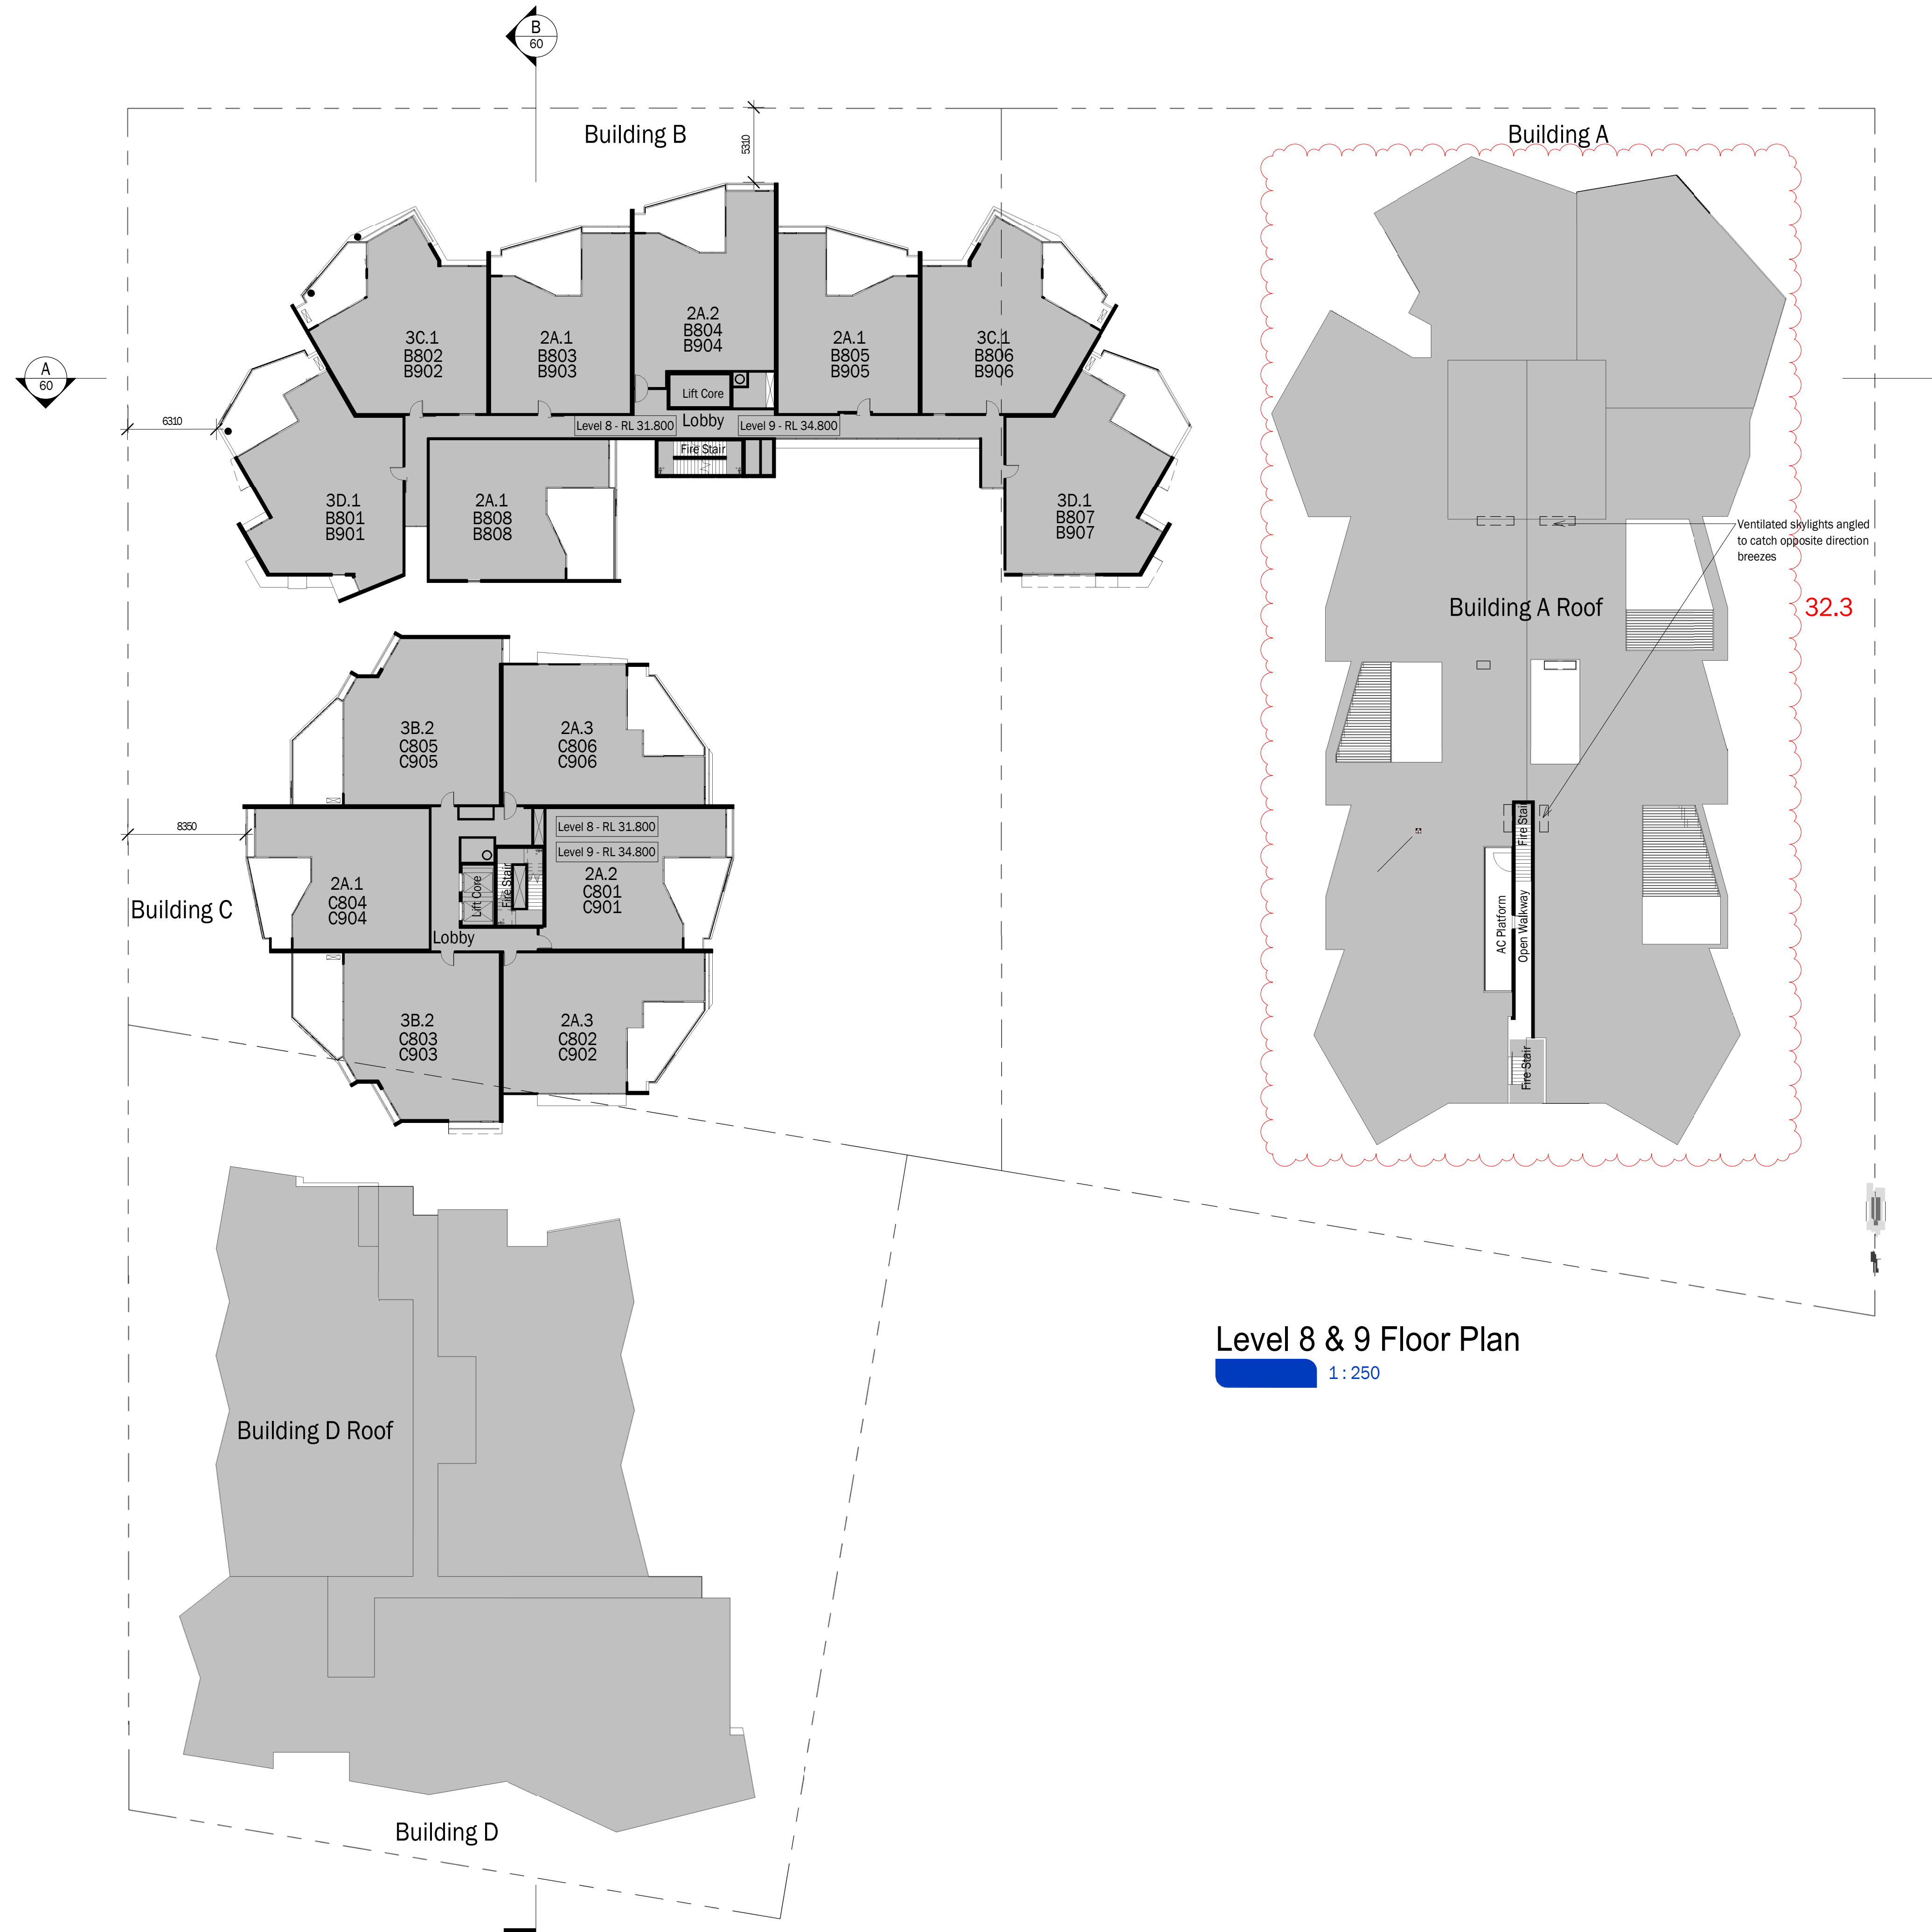 B
60
Building B
Building A
5310
3C.1
B802
B902
2A.1
B803
B903
2A.2
B804
B904
2A.1
B805
B905
3C.1
B806
B906
A
60
Lift Core
6310
Level 8 - RL 31.800
Lobby
Level 9 - RL 34.800
Fire Stair
3D.1
B801
B901
2A.1
B808
B808
3D.1
B807
B907
Ventilated skylights angled
to catch opposite direction
breezes
Building A Roof
32.3
3B.2
C805
C905
2A.3
C806
C906
8350
Level 8 - RL 31.800
Level 9 - RL 34.800
2A.1
C804
C904
Lift Core
Fire Stair
2A.2
C801
C901
Building C
Lobby
Fire Stair
AC Platform
Open Walkway
3B.2
C803
C903
2A.3
C802
C902
Fire Stair
Level 8 & 9 Floor Plan
1 : 250
Building D Roof
Building D